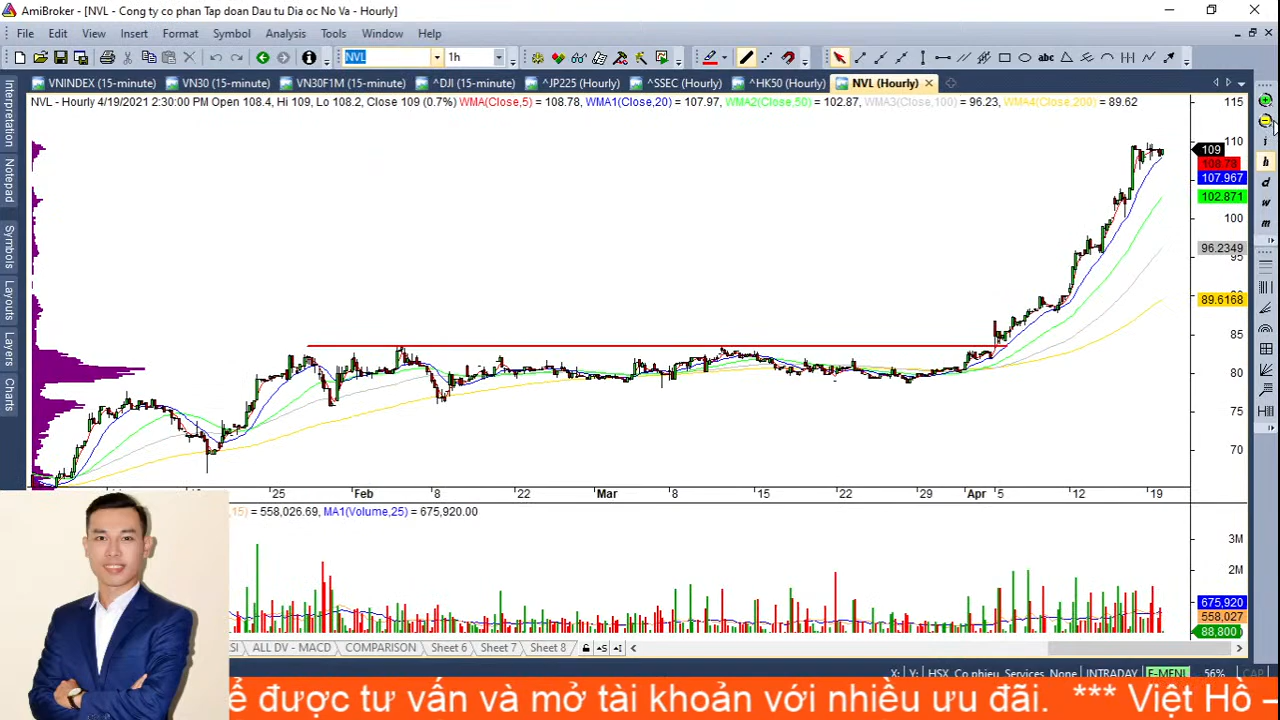 AmiBroker - [NVL - Cong ty co phan Tap doan Dau tu Dia oc No Va - Hourly]
File Edit View Insert Format Symbol Analysis Tools Window Help
NVL 1h
abc
VNINDEX (15-minute) VN30 (15-minute) VN30F1M (15-minute) ^DJI (15-minute) ^JP225 (Hourly) ^SSEC (Hourly) ^HK50 (Hourly) NVL (Hourly)
NVL - Hourly 4/19/2021 2:30:00 PM Open 108.4, Hi 109, Lo 108.2, Close 109 (0.7%) WMA(Close,5) = 108.78, WMA1(Close,20) = 107.97, WMA2(Close,50) = 102.87, WMA3(Close,100) = 96.23, WMA4(Close,200) = 89.62
Interpretation
Notepad
Symbols
Layouts
Layers
Charts
115
110
109
108.78
107.967
102.871
100
96.2349
95
89.6168
85
80
75
70
i
h
d
w
m
25 Feb 8 22 Mar 8 15 22 29 Apr 5 12 19
15) = 558,026.69, MA1(Volume,25) = 675,920.00
3M
2M
675,920
558,027
88,800
SI ALL DV - MACD COMPARISON Sheet 6 Sheet 7 Sheet 8
X: Y: HSX, Co phieu, Services, None INTRADAY E-MENI 56% CAP
ể được tư vấn và mở tài khoản với nhiều ưu đãi. *** Việt Hồ -